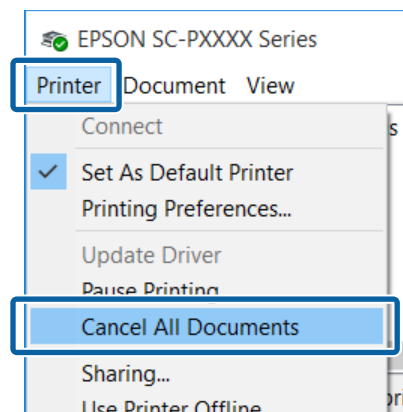 EPSON SC-PXXXX Series
Printer Document View
Connect
s
Set As Default Printer
Printing Preferences...
Update Driver
Pause Printing
Cancel All Documents
Sharing...
Use Printer Offline